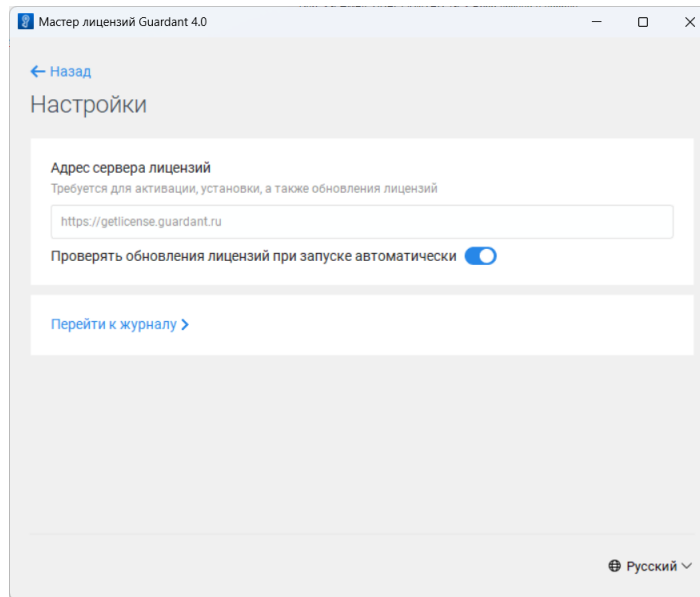 Мастер лицензий Guardant 4.0
Назад
Настройки
Адрес сервера лицензий
Требуется для активации, установки, а также обновления лицензий
https://getlicense.guardant.ru
Проверять обновления лицензий при запуске автоматически
Перейти к журналу
Русский